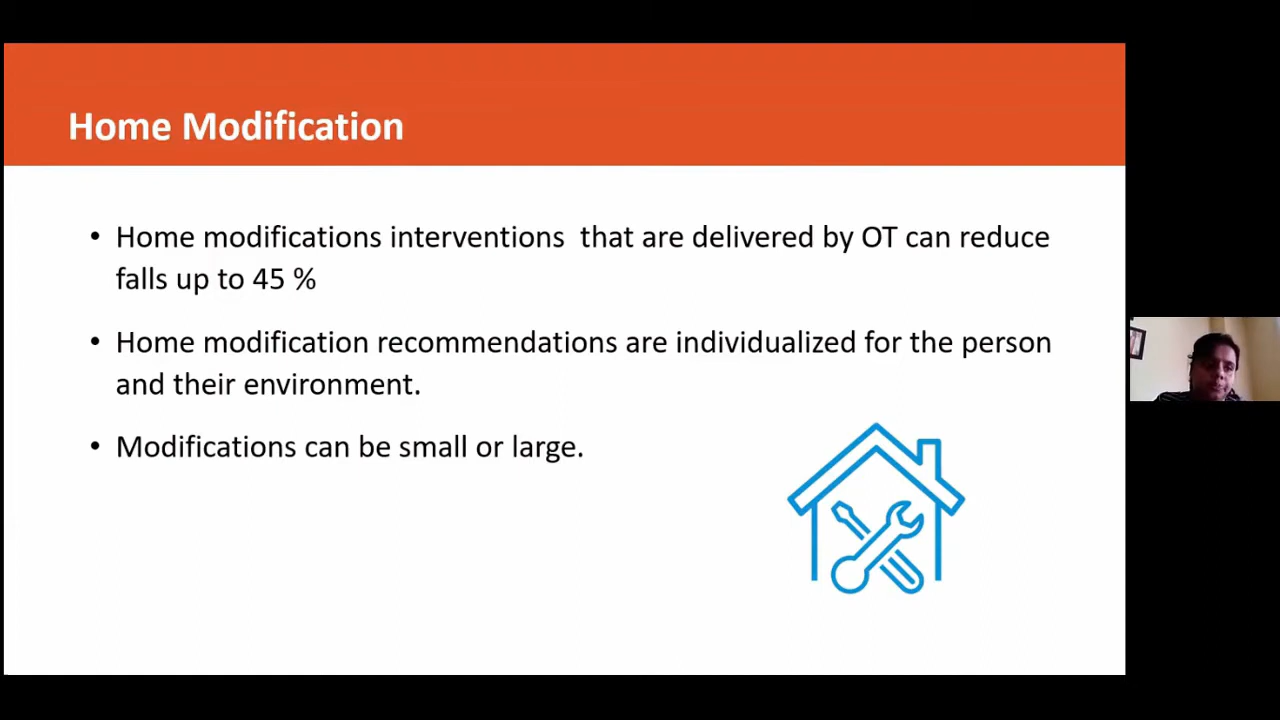 Home Modification
• Home modifications interventions  that are delivered by OT can reduce
falls up to 45 %
• Home modification recommendations are individualized for the person
and their environment.
• Modifications can be small or large.